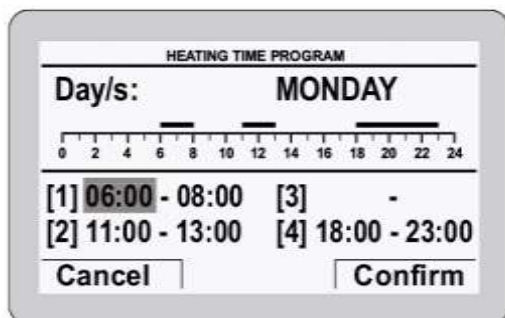 HEATING TIME PROGRAM
Day/s: MONDAY
0 2 4 6 8 10 12 14 16 18 20 22 24
[1] 06:00 - 08:00 [3] -
[2] 11:00 - 13:00 [4] 18:00 - 23:00
Cancel Confirm